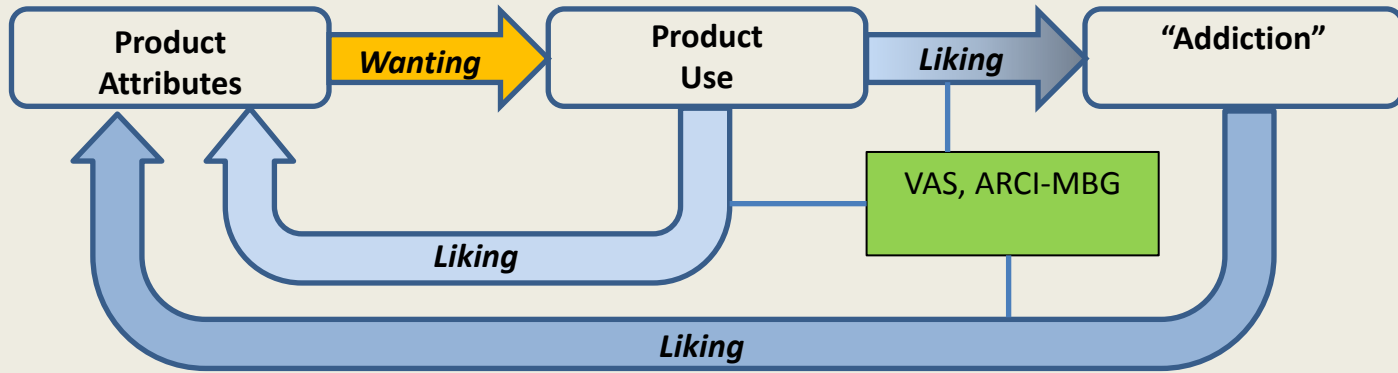 Product
Attributes
Wanting
Product
Use
Liking
“Addiction”
VAS, ARCI-MBG
Liking
Liking